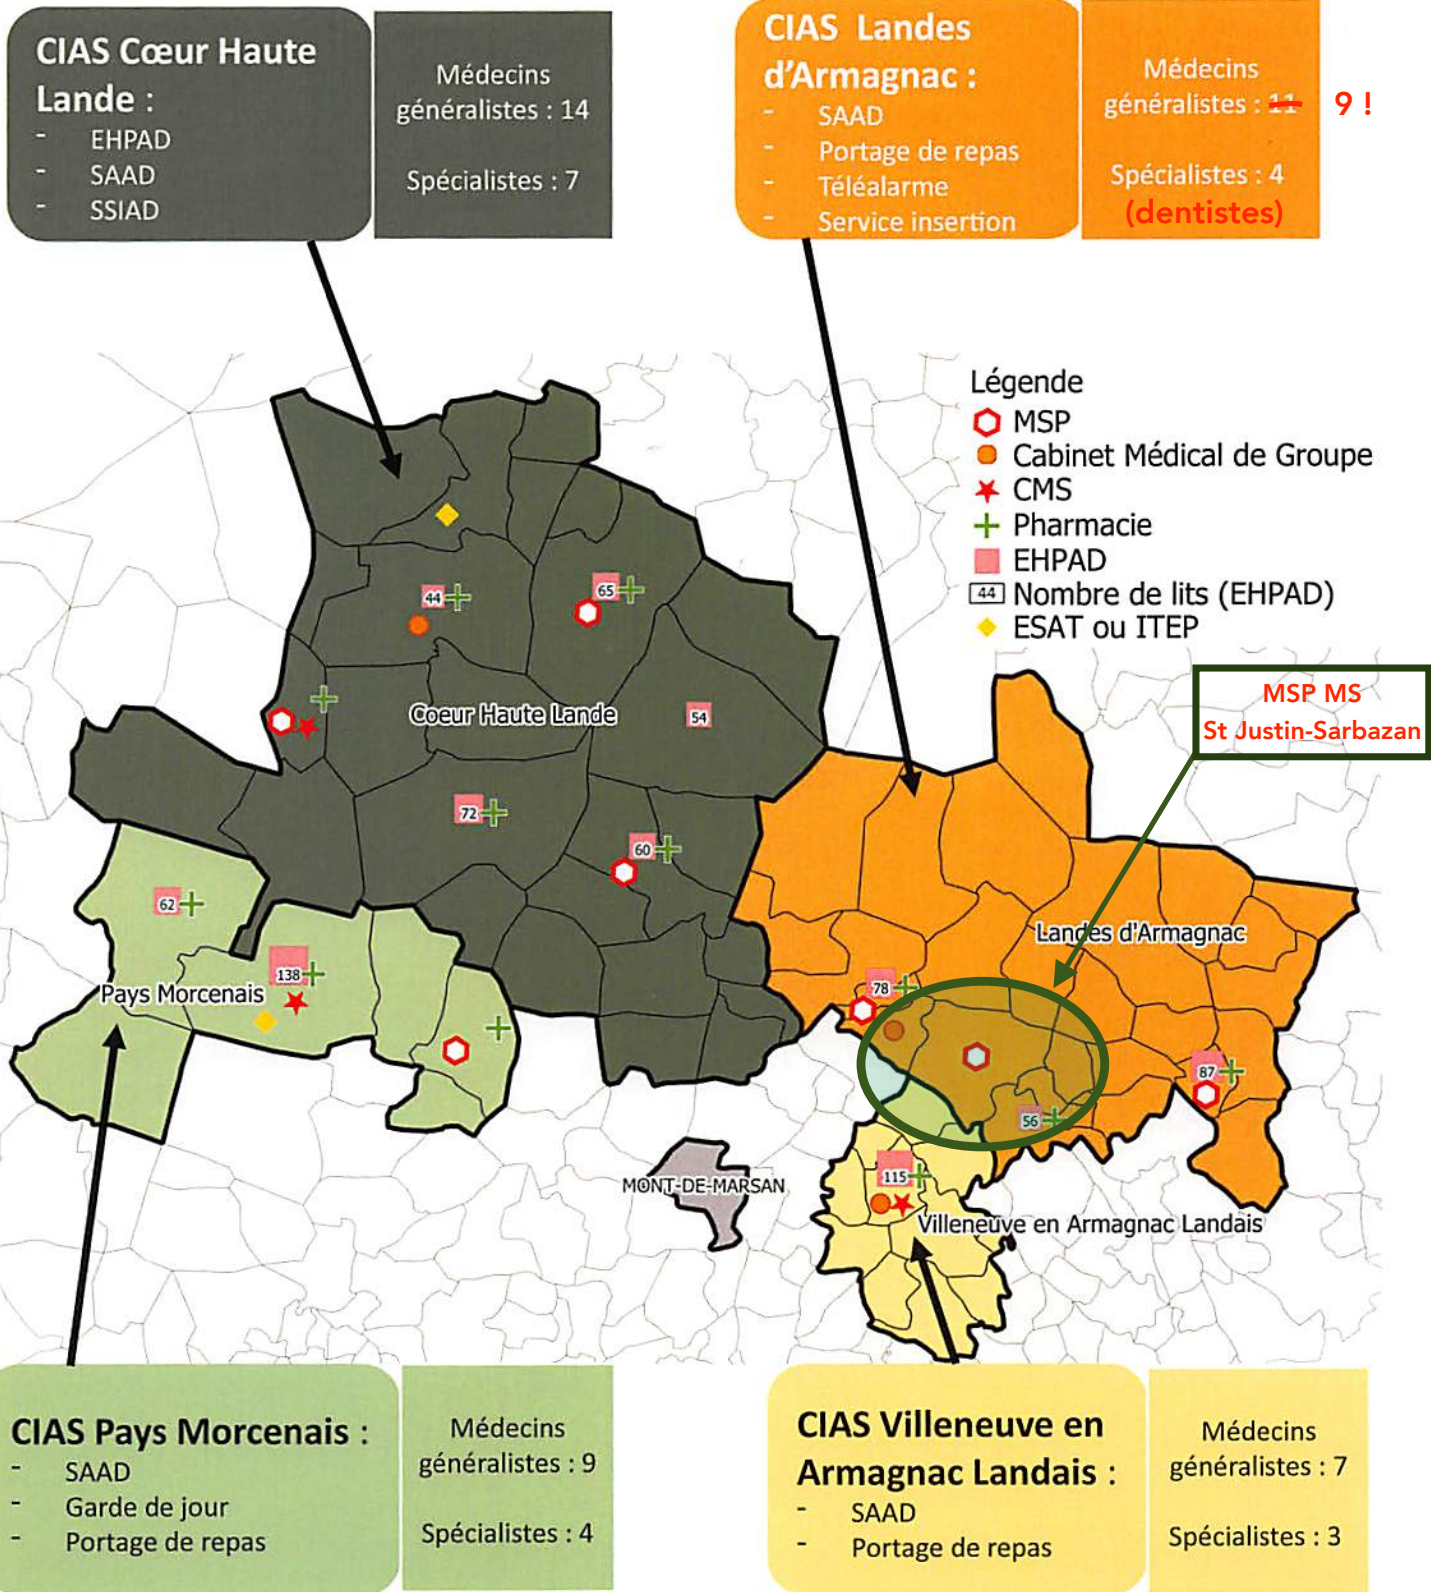 CIAS Cœur Haute
Lande :
- EHPAD
- SAAD
- SSIAD
Médecins
généralistes : 14
Spécialistes : 7
CIAS Landes
d'Armagnac :
- SAAD
- Portage de repas
- Téléalarme
- Service insertion
Médecins
généralistes : 11 9 !
Spécialistes : 4
(dentistes)
Légende
MSP
Cabinet Médical de Groupe
CMS
Pharmacie
EHPAD
44 Nombre de lits (EHPAD)
ESAT ou ITEP
MSP MS
St Justin-Sarbazan
44
65
Coeur Haute Lande
54
72
60
62
138
Pays Morcenais
Landes d'Armagnac
78
87
56
MONT-DE-MARSAN
115
Villeneuve en Armagnac Landais
CIAS Pays Morcenais :
- SAAD
- Garde de jour
- Portage de repas
Médecins
généralistes : 9
Spécialistes : 4
CIAS Villeneuve en
Armagnac Landais :
- SAAD
- Portage de repas
Médecins
généralistes : 7
Spécialistes : 3